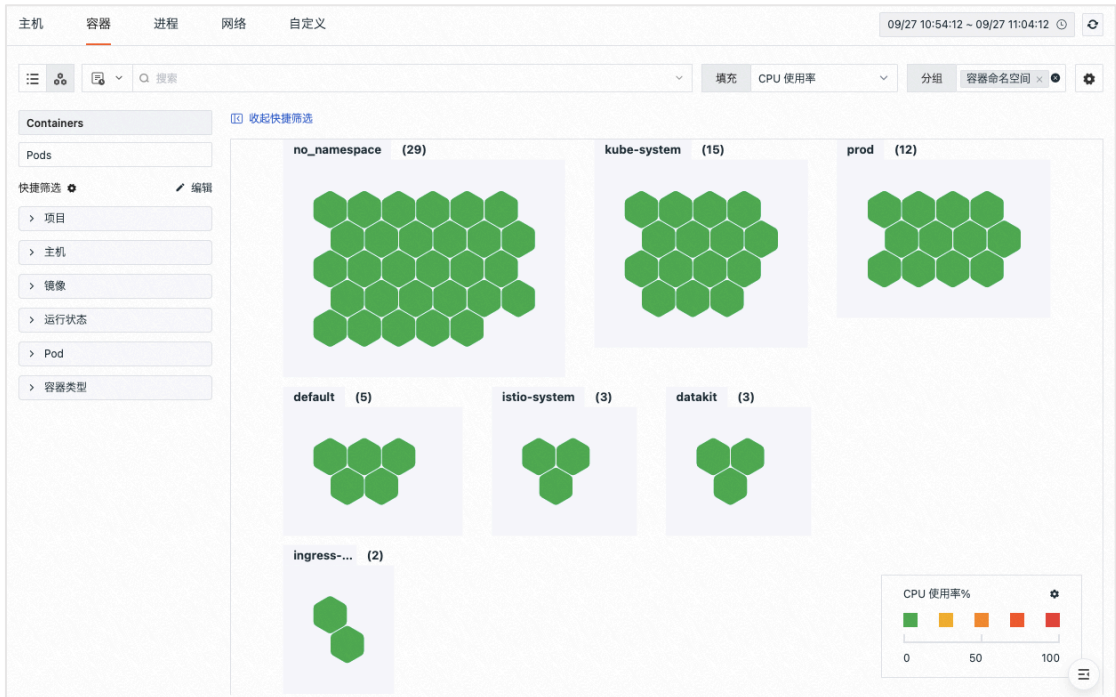 主机 容器 进程 网络 自定义 09/27 10:54:12 ~ 09/27 11:04:12
搜索 填充 CPU 使用率 分组 容器命名空间 ×
Containers
收起快捷筛选
Pods
快捷筛选 编辑
项目
主机
镜像
运行状态
Pod
容器类型
no_namespace (29) kube-system (15) prod (12)
default (5) istio-system (3) datakit (3)
ingress-... (2)
CPU 使用率%
0 50 100